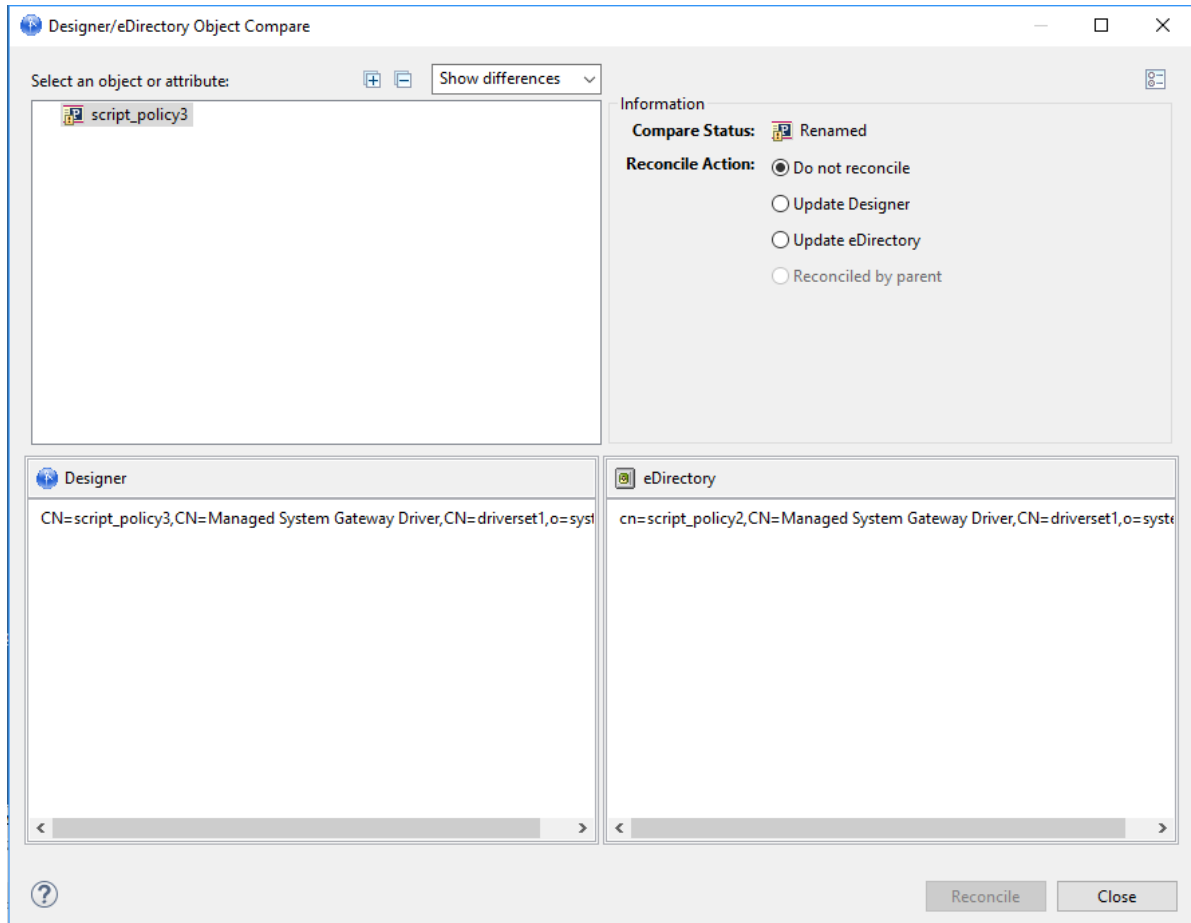 Designer/eDirectory Object Compare
Select an object or attribute:
Show differences
script_policy3
Information
Compare Status: Renamed
Reconcile Action: Do not reconcile
Update Designer
Update eDirectory
Reconciled by parent
Designer
CN=script_policy3,CN=Managed System Gateway Driver,CN=driverset1,o=syst
eDirectory
cn=script_policy2,CN=Managed System Gateway Driver,CN=driverset1,o=syste
Reconcile
Close